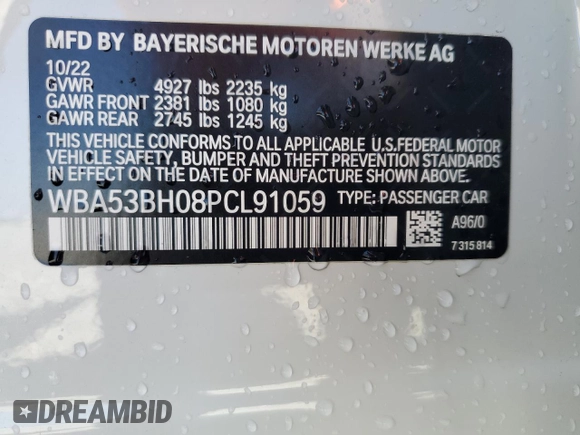 MFD BY BAYERISCHE MOTOREN WERKE AG
10/22
GVWR 4927 lbs 2235 kg
GAWR FRONT 2381 lbs 1080 kg
GAWR REAR 2745 lbs 1245 kg
THIS VEHICLE CONFORMS TO ALL APPLICABLE U.S.FEDERAL MOTOR
VEHICLE SAFETY, BUMPER AND THEFT PREVENTION STANDARDS
IN EFFECT ON THE DATE OF MANUFACTURE SHOWN ABOVE.
WBA53BH08PCL91059 TYPE: PASSENGER CAR
A96/0
7 315 814
DREAMBID